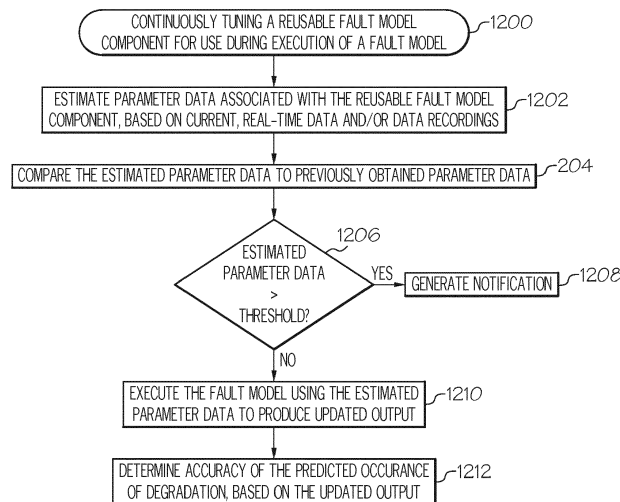 CONTINUOUSLY TUNING A REUSABLE FAULT MODEL
COMPONENT FOR USE DURING EXECUTION OF A FAULT MODEL
1200
ESTIMATE PARAMETER DATA ASSOCIATED WITH THE REUSABLE FAULT MODEL
COMPONENT, BASED ON CURRENT, REAL-TIME DATA AND/OR DATA RECORDINGS
1202
COMPARE THE ESTIMATED PARAMETER DATA TO PREVIOUSLY OBTAINED PARAMETER DATA
204
1206
ESTIMATED
PARAMETER DATA
>
THRESHOLD?
YES
GENERATE NOTIFICATION
1208
NO
EXECUTE THE FAULT MODEL USING THE ESTIMATED
PARAMETER DATA TO PRODUCE UPDATED OUTPUT
1210
DETERMINE ACCURACY OF THE PREDICTED OCCURANCE
OF DEGRADATION, BASED ON THE UPDATED OUTPUT
1212